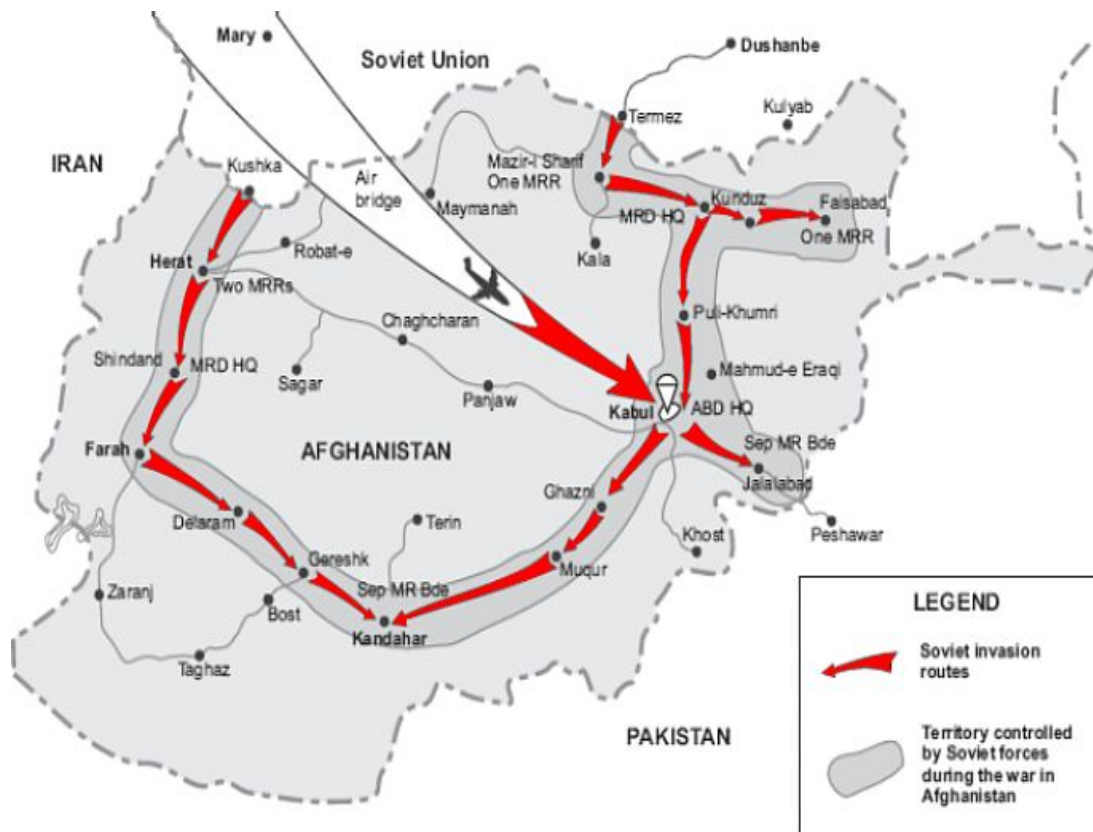 Mary
Soviet Union
Dushanbe
Termez
Kulyab
IRAN
Kushka
Air
bridge
Mazir-i Sharif
One MRR
Maymanah
Kunduz
Faisabad
MRD HQ
One MRR
Robat-e
Kala
Herat
Two MRRs
Puli-Khumri
Chaghcharan
Shindand
MRD HQ
Sagar
Mahmud-e Eraqi
Panjaw
Kabul
ABD HQ
Farah
AFGHANISTAN
Sep MR Bde
Jalalabad
Ghazni
Delaram
Terin
Peshawar
Khost
Gereshk
Muqur
Zaranj
Sep MR Bde
Bost
Kandahar
Taghaz
PAKISTAN
LEGEND
Soviet invasion
routes
Territory controlled
by Soviet forces
during the war in
Afghanistan